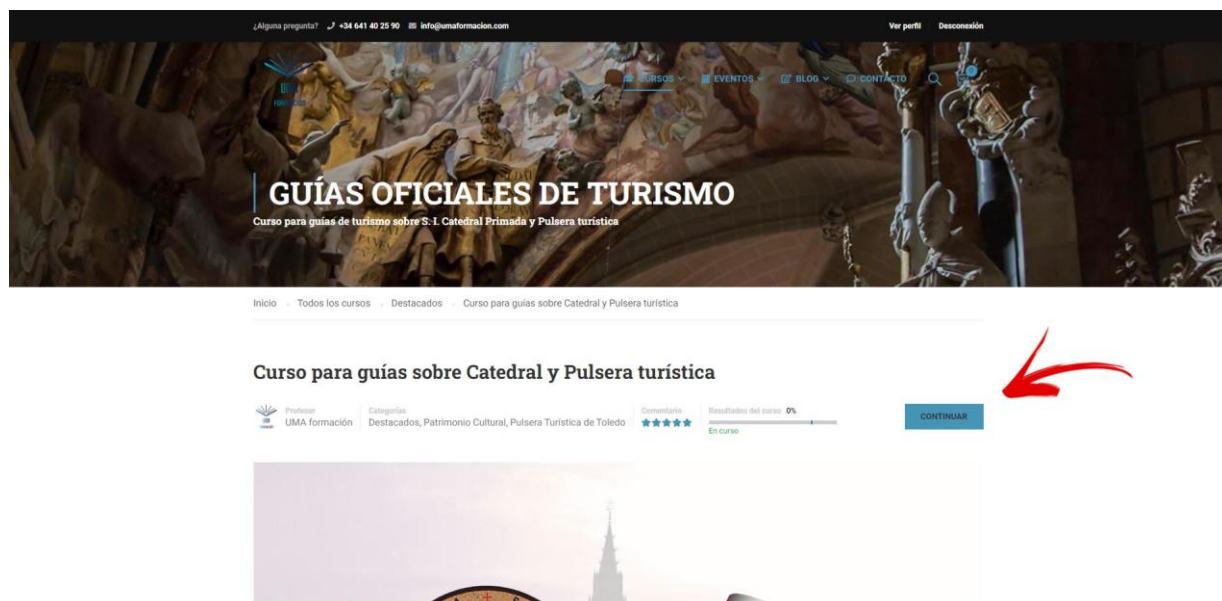 ¿Alguna pregunta? +34 641 40 25 90 info@umaformacion.com Ver perfil Desconexión
CURSOS EVENTOS BLOG CONTACTO 0
UMA
FORMACIÓN
GUÍAS OFICIALES DE TURISMO
Curso para guías de turismo sobre S. I. Catedral Primada y Pulsera turística
Inicio Todos los cursos Destacados Curso para guías sobre Catedral y Pulsera turística
Curso para guías sobre Catedral y Pulsera turística
Profesor Categorías Comentario Resultados del curso 0%
UMA formación Destacados, Patrimonio Cultural, Pulsera Turística de Toledo
En curso
CONTINUAR